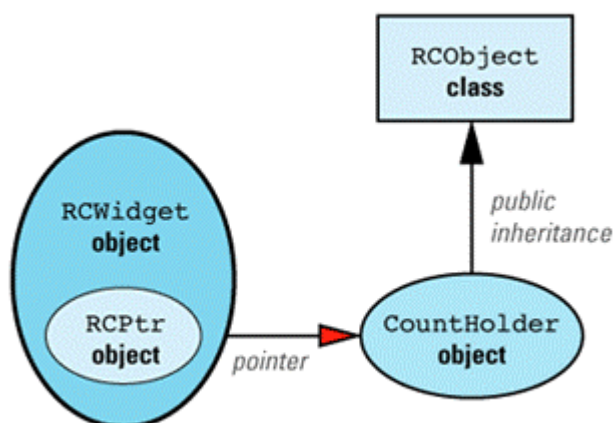 RCObject
class
RCWidget
object
public
inheritance
RCPtr
object
pointer
CountHolder
object